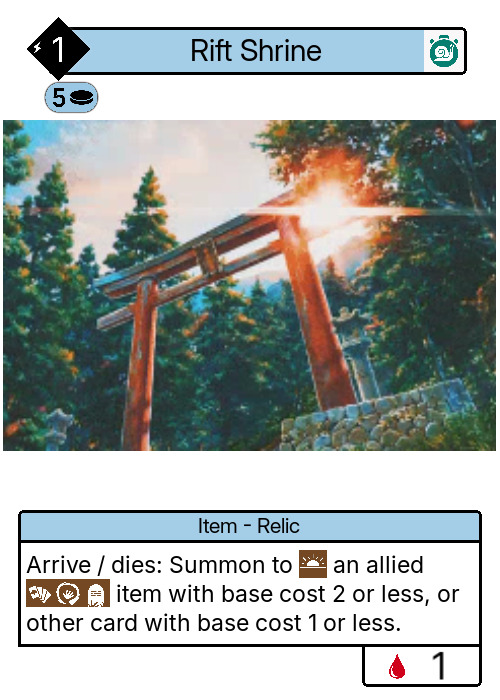 1
Rift Shrine
5
Item - Relic
Arrive / dies: Summon to an allied
item with base cost 2 or less, or
other card with base cost 1 or less.
1